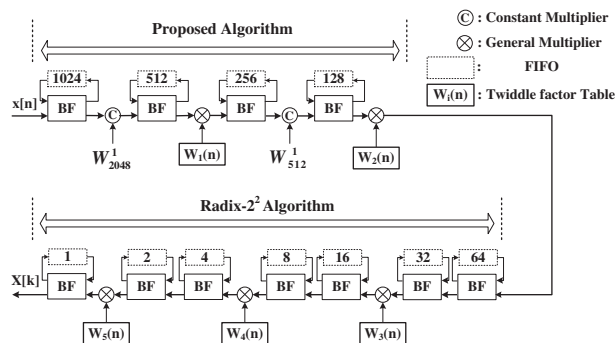 Proposed Algorithm
C : Constant Multiplier
: General Multiplier
: FIFO
Wi(n) : Twiddle factor Table
1024 512 256 128
x[n] BF C BF BF C BF
W¹2048 W1(n) W¹512 W2(n)
Radix-2² Algorithm
1 2 4 8 16 32 64
X[k] BF BF BF BF BF BF BF
W5(n) W4(n) W3(n)